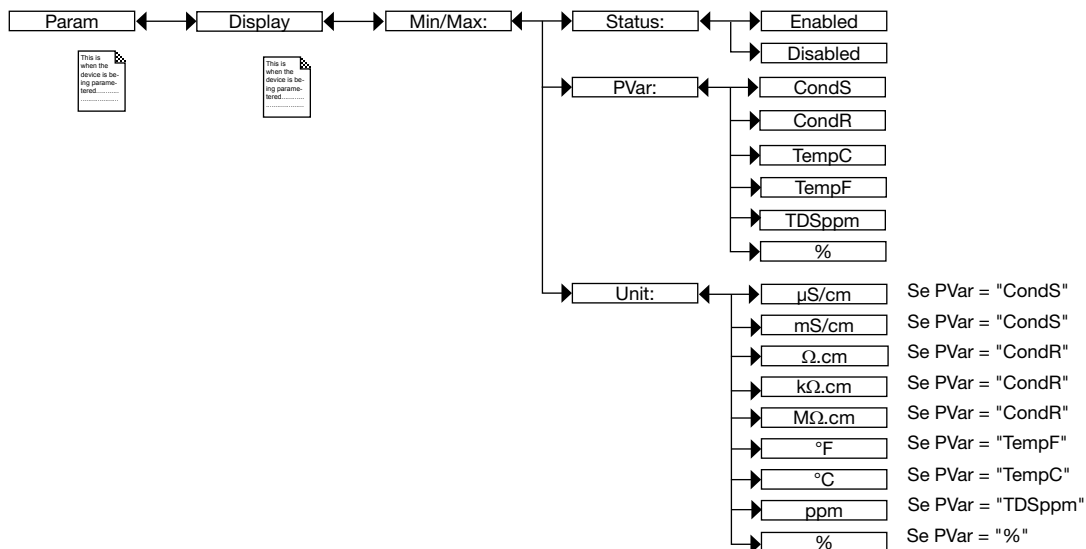 Param
Display
Min/Max:
Status:
Enabled
Disabled
This is
when the
device is be-
ing parame-
tered............
...................
This is
when the
device is be-
ing parame-
tered............
...................
PVar:
CondS
CondR
TempC
TempF
TDSppm
%
Unit:
µS/cm Se PVar = "CondS"
mS/cm Se PVar = "CondS"
Ω.cm Se PVar = "CondR"
kΩ.cm Se PVar = "CondR"
MΩ.cm Se PVar = "CondR"
°F Se PVar = "TempF"
°C Se PVar = "TempC"
ppm Se PVar = "TDSppm"
% Se PVar = "%"